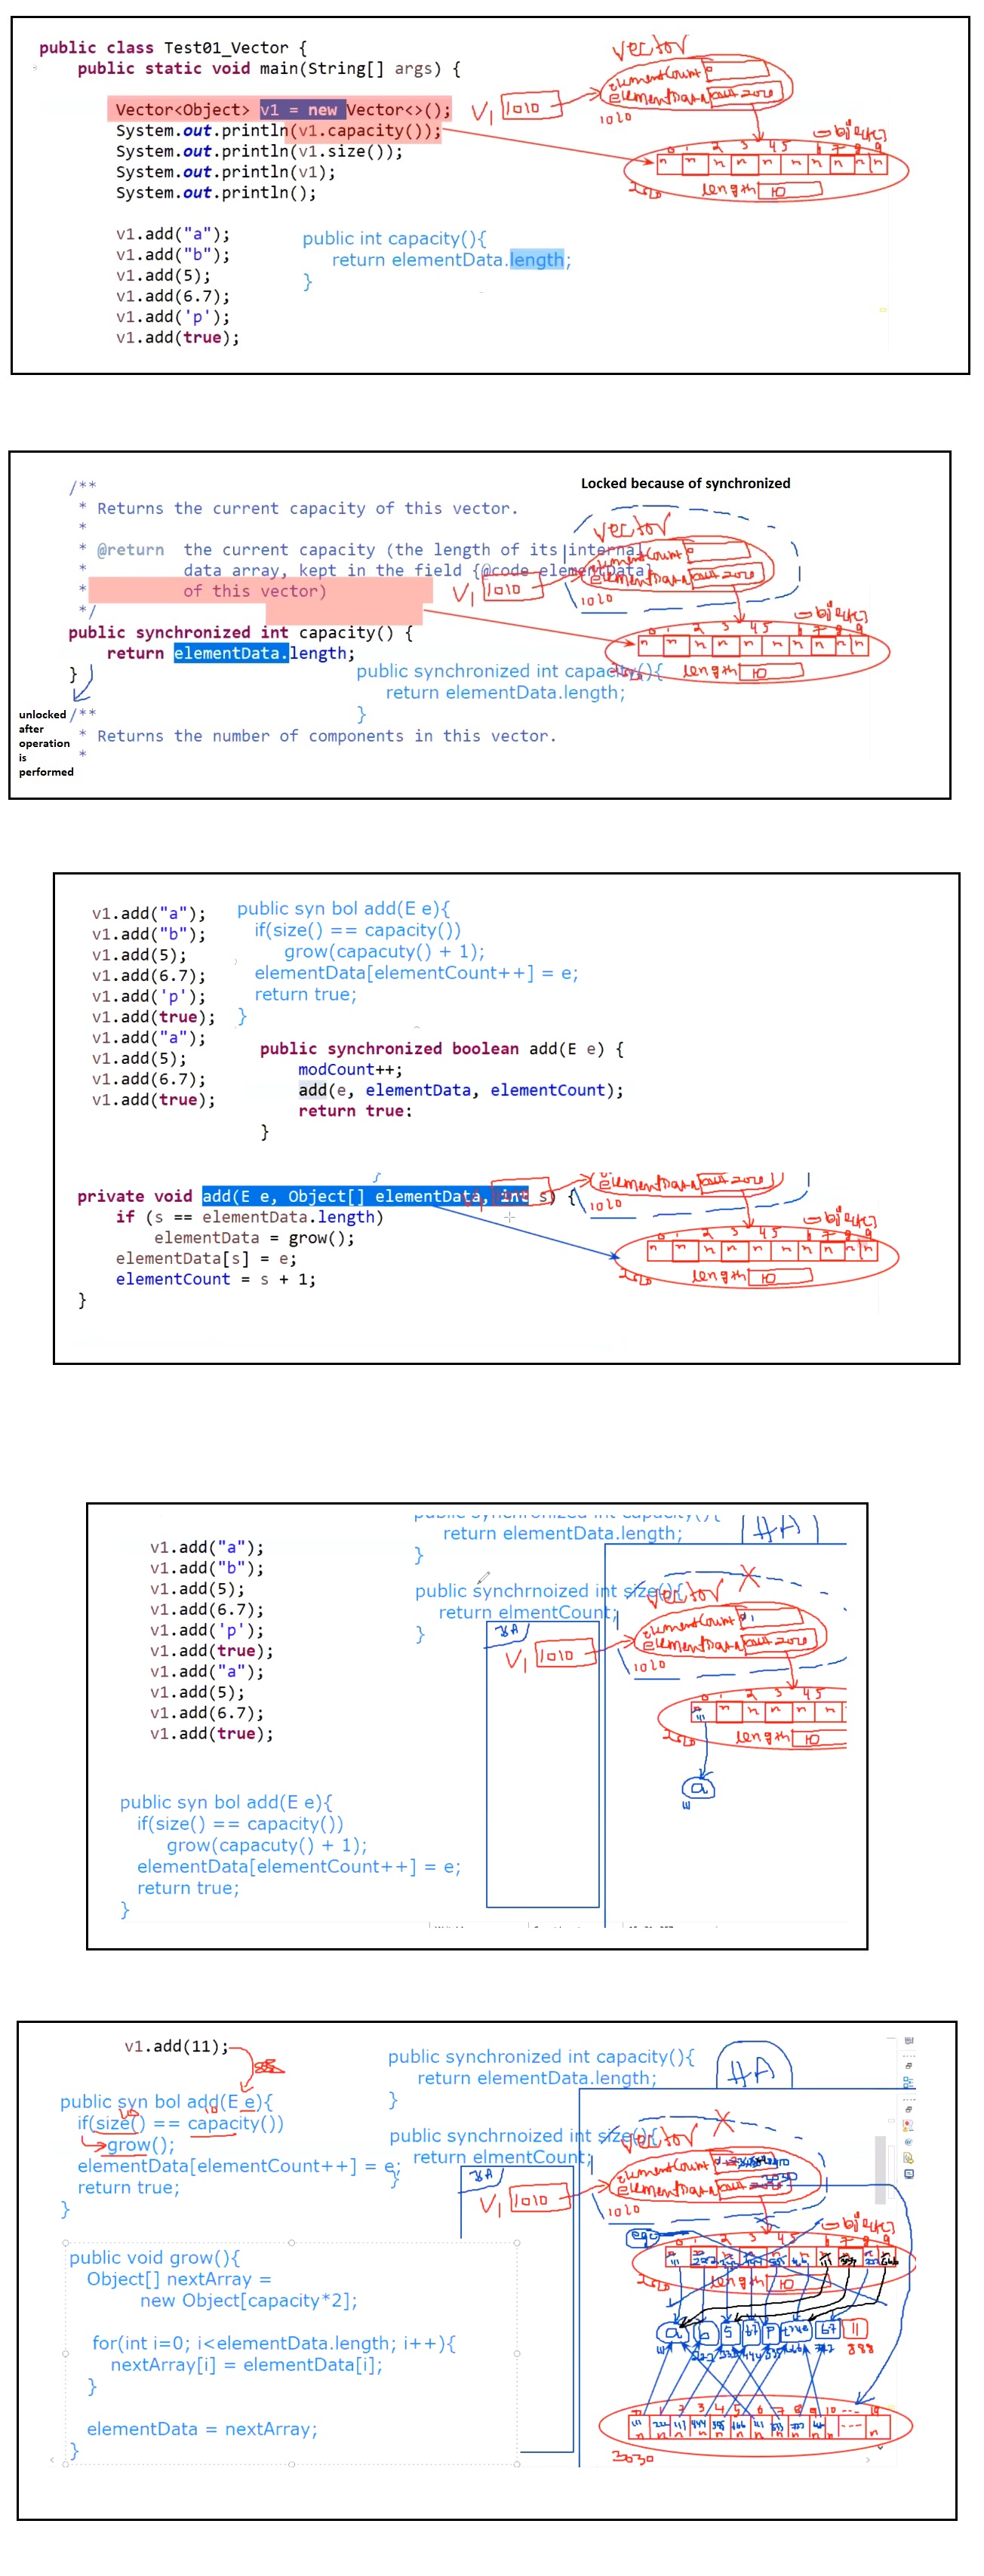 public class Test01_Vector {
public static void main(String[] args) {
Vector<Object> v1 = new Vector<>();
System.out.println(v1.capacity());
System.out.println(v1.size());
System.out.println(v1);
System.out.println();
v1.add("a");
v1.add("b");
v1.add(5);
v1.add(6.7);
v1.add('p');
v1.add(true);
public int capacity(){
return elementData.length;
}
vector
elementCount 0
elementData
V1 1010
1010
object[]
0 1 2 3 4 5 6 7 8 9
n n n n n n n n n n
length 10
Locked because of synchronized
/**
* Returns the current capacity of this vector.
*
* @return the current capacity (the length of its internal
* data array, kept in the field {@code elementData}
* of this vector)
*/
public synchronized int capacity() {
return elementData.length;
}
unlocked
after
operation
is
performed
/**
* Returns the number of components in this vector.
*
public synchronized int capacity(){
return elementData.length;
}
vector
elementCount 0
elementData
V1 1010
1010
object[]
0 1 2 3 4 5 6 7 8 9
n n n n n n n n n n
length 10
v1.add("a");
v1.add("b");
v1.add(5);
v1.add(6.7);
v1.add('p');
v1.add(true);
v1.add("a");
v1.add(5);
v1.add(6.7);
v1.add(true);
public syn bol add(E e){
if(size() == capacity())
grow(capacuty() + 1);
elementData[elementCount++] = e;
return true;
}
public synchronized boolean add(E e) {
modCount++;
add(e, elementData, elementCount);
return true:
}
}
private void add(E e, Object[] elementData, int s) {
if (s == elementData.length)
elementData = grow();
elementData[s] = e;
elementCount = s + 1;
}
elementData
1010
object[]
0 1 2 3 4 5 6 7 8 9
n n n n n n n n n n
length 10
v1.add("a");
v1.add("b");
v1.add(5);
v1.add(6.7);
v1.add('p');
v1.add(true);
v1.add("a");
v1.add(5);
v1.add(6.7);
v1.add(true);
public synchronized int capacity(){
return elementData.length;
}
public synchrnoized int size(){
return elmentCount;
}
HA
vector
elementCount
elementData
V1 1010
1010
0 1 2 3 4 5
n n n n n
length 10
a
public syn bol add(E e){
if(size() == capacity())
grow(capacuty() + 1);
elementData[elementCount++] = e;
return true;
}
v1.add(11);
public syn bol add(E e){
if(size() == capacity())
grow();
elementData[elementCount++] = e;
return true;
}
public void grow(){
Object[] nextArray =
new Object[capacity*2];
for(int i=0; i<elementData.length; i++){
nextArray[i] = elementData[i];
}
elementData = nextArray;
}
public synchronized int capacity(){
return elementData.length;
}
public synchrnoized int size(){
return elmentCount;
}
HA
vector
elementCount
elementData
V1 1010
1010
object[]
length 10
a b 5 6.7 p true 6.7 11
888
3030